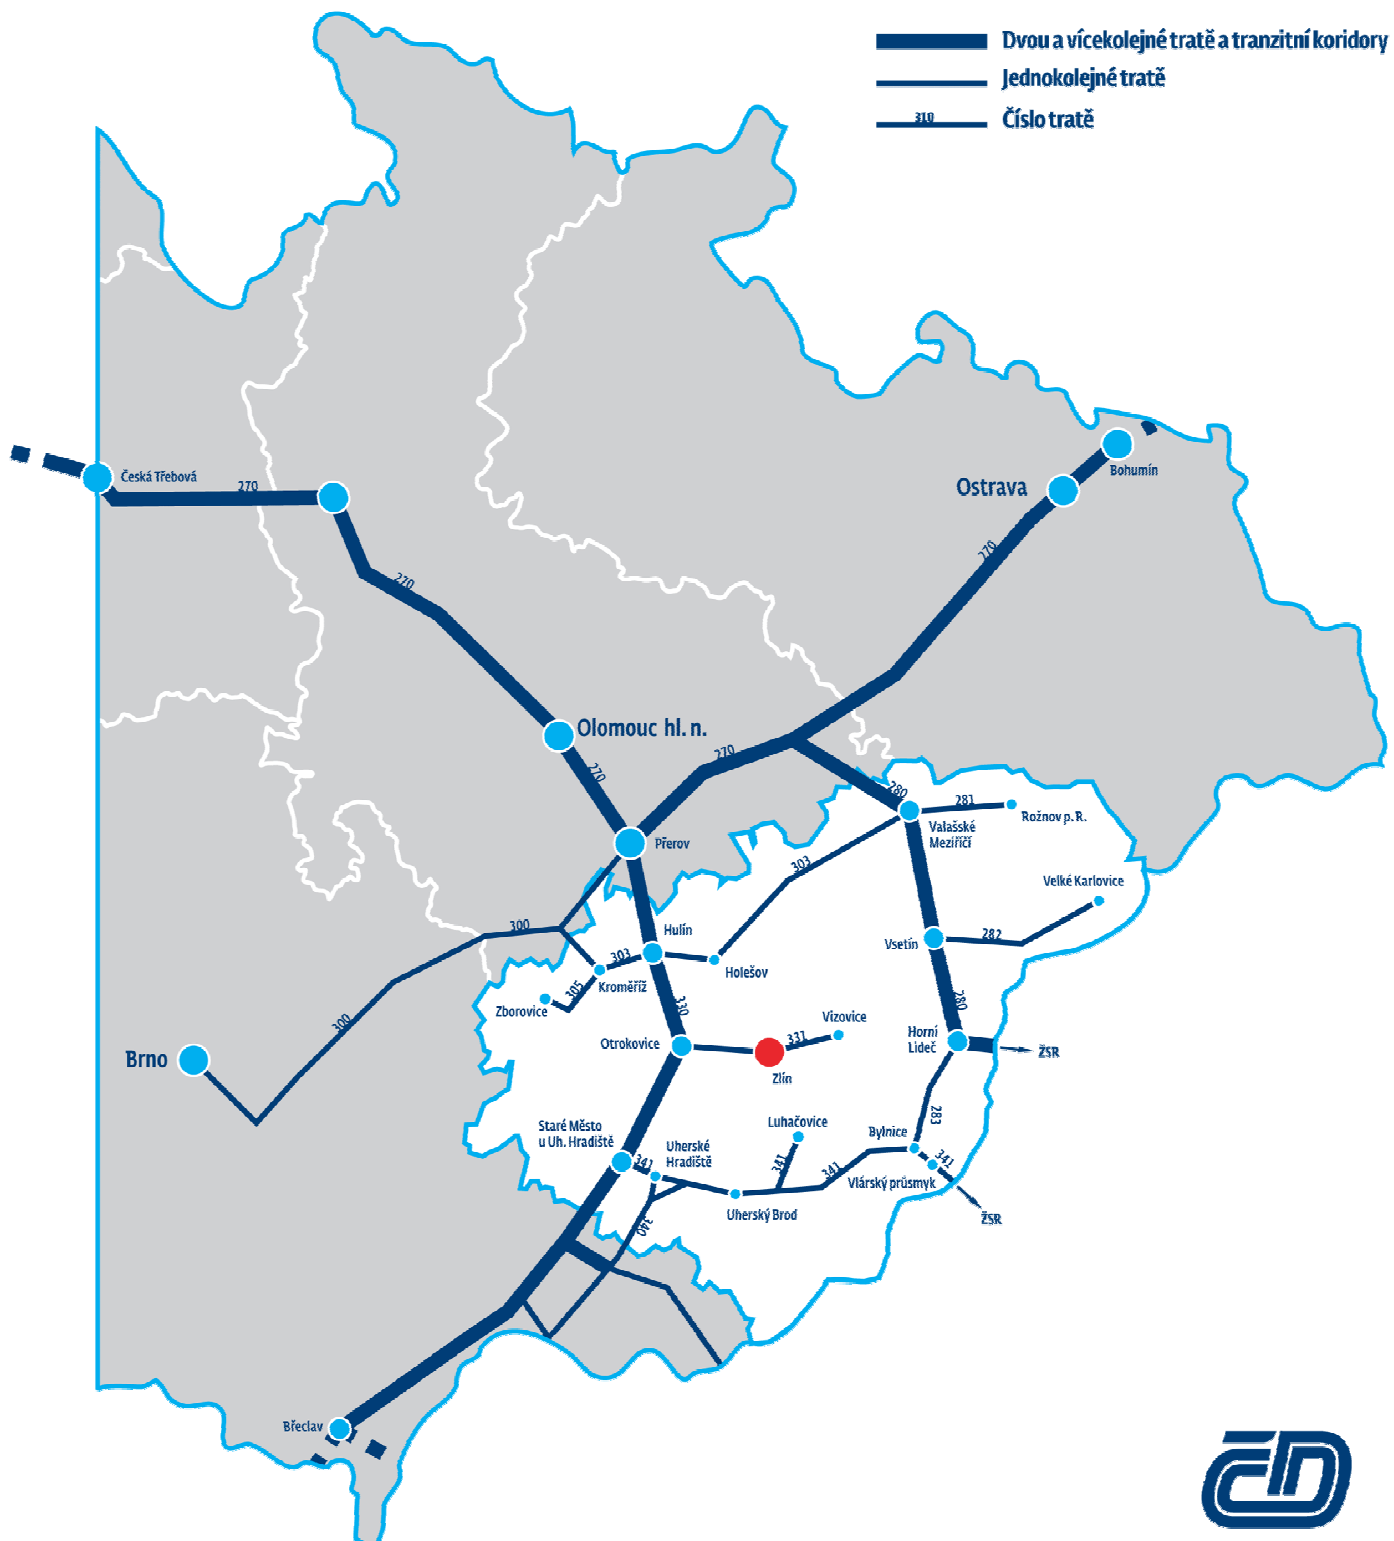 Dvou a vícekolejné tratě a tranzitní koridory
Jednokolejné tratě
310
Číslo tratě
Česká Třebová
270
Bohumín
Ostrava
270
270
Olomouc hl. n.
270
270
280
281
Rožnov p. R.
Valašské
Meziříčí
Přerov
303
Velké Karlovice
300
Hulín
Vsetín
282
303
Holešov
Kroměříž
305
Zborovice
330
280
300
Vizovice
Otrokovice
331
Horní
Lideč
ŽSR
Brno
Zlín
283
Luhačovice
Staré Město
u Uh. Hradiště
Bylnice
Uherské
Hradiště
341
341
341
341
Vlárský průsmyk
Uherský Brod
ŽSR
340
Břeclav
ČD